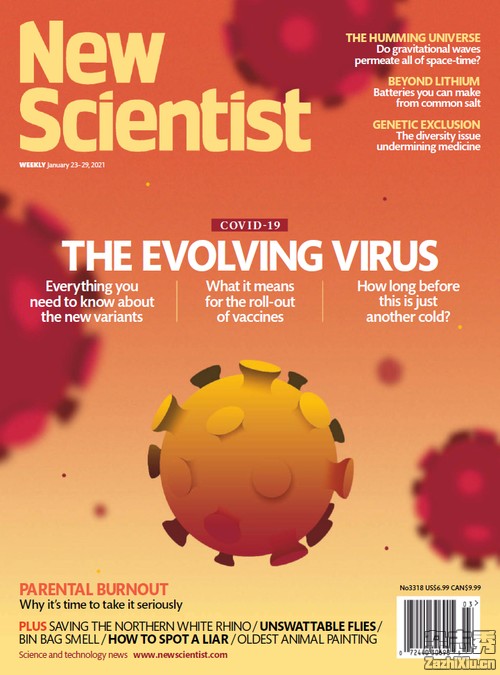 New
Scientist
WEEKLY January 23–29, 2021
THE HUMMING UNIVERSE
Do gravitational waves
permeate all of space-time?
BEYOND LITHIUM
Batteries you can make
from common salt
GENETIC EXCLUSION
The diversity issue
undermining medicine
COVID-19
THE EVOLVING VIRUS
Everything you
need to know about
the new variants
What it means
for the roll-out
of vaccines
How long before
this is just
another cold?
PARENTAL BURNOUT
Why it's time to take it seriously
PLUS SAVING THE NORTHERN WHITE RHINO / UNSWATTABLE FLIES /
BIN BAG SMELL / HOW TO SPOT A LIAR / OLDEST ANIMAL PAINTING
Science and technology news www.newscientist.com
No3318 US$6.99 CAN$9.99
杂志秀
ZazhiXiu.cn